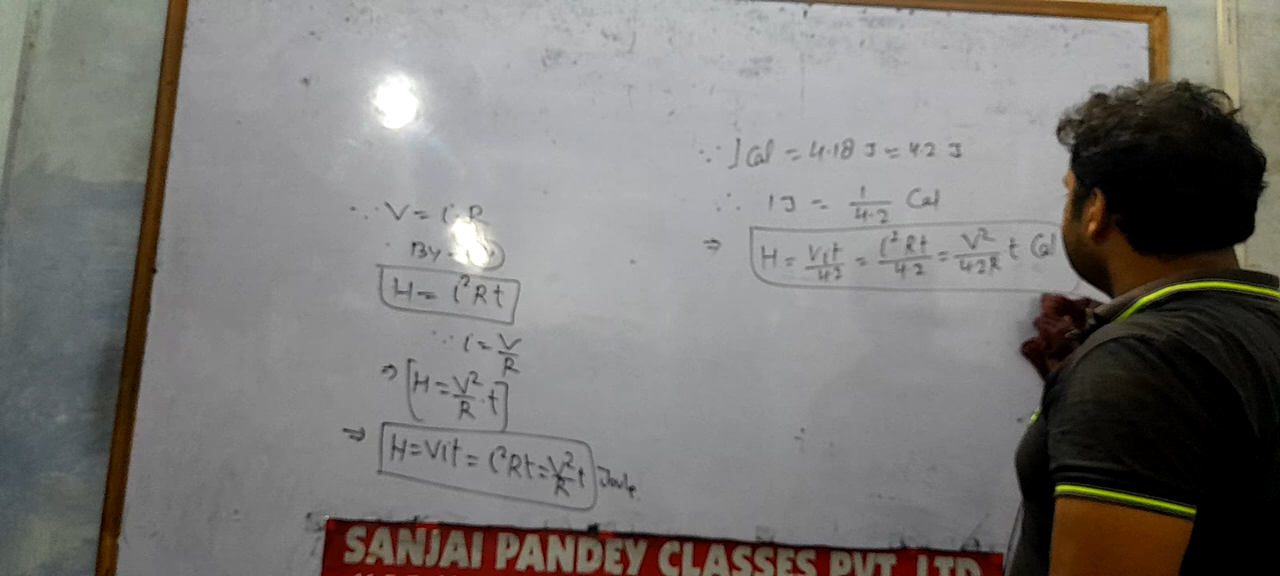 ∵ V = iR
By
H = i²Rt
∵ i = V/R
⇒ H = V²/R · t
⇒ H = Vit = i²Rt = V²/R t Joule
∵ 1 Cal = 4.18 J = 4.2 J
∴ 1 J = 1/4.2 Cal
⇒ H = Vit/4.2 = i²Rt/4.2 = V²/4.2R t Cal
SANJAI PANDEY CLASSES PVT. LTD